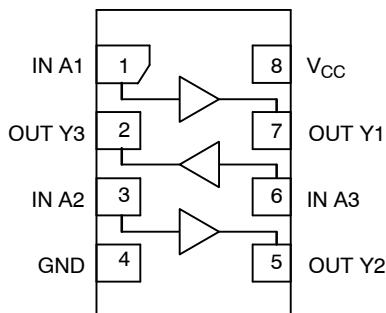 IN A1 1 8 VCC
OUT Y3 2 7 OUT Y1
IN A2 3 6 IN A3
GND 4 5 OUT Y2